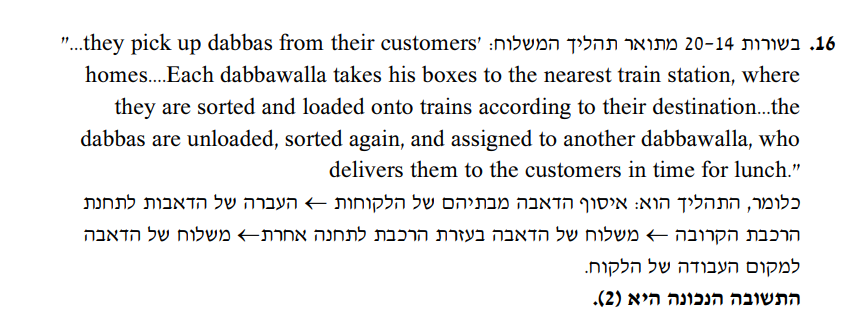 16. בשורות 20-14 מתואר תהליך המשלוח: "...they pick up dabbas from their customers'
homes....Each dabbawalla takes his boxes to the nearest train station, where
they are sorted and loaded onto trains according to their destination...the
dabbas are unloaded, sorted again, and assigned to another dabbawalla, who
delivers them to the customers in time for lunch."
כלומר, התהליך הוא: איסוף הדאבה מבתיהם של הלקוחות ← העברה של הדאבות לתחנת
הרכבת הקרובה ← משלוח של הדאבה בעזרת הרכבת לתחנה אחרת← משלוח של הדאבה
למקום העבודה של הלקוח.
התשובה הנכונה היא (2).